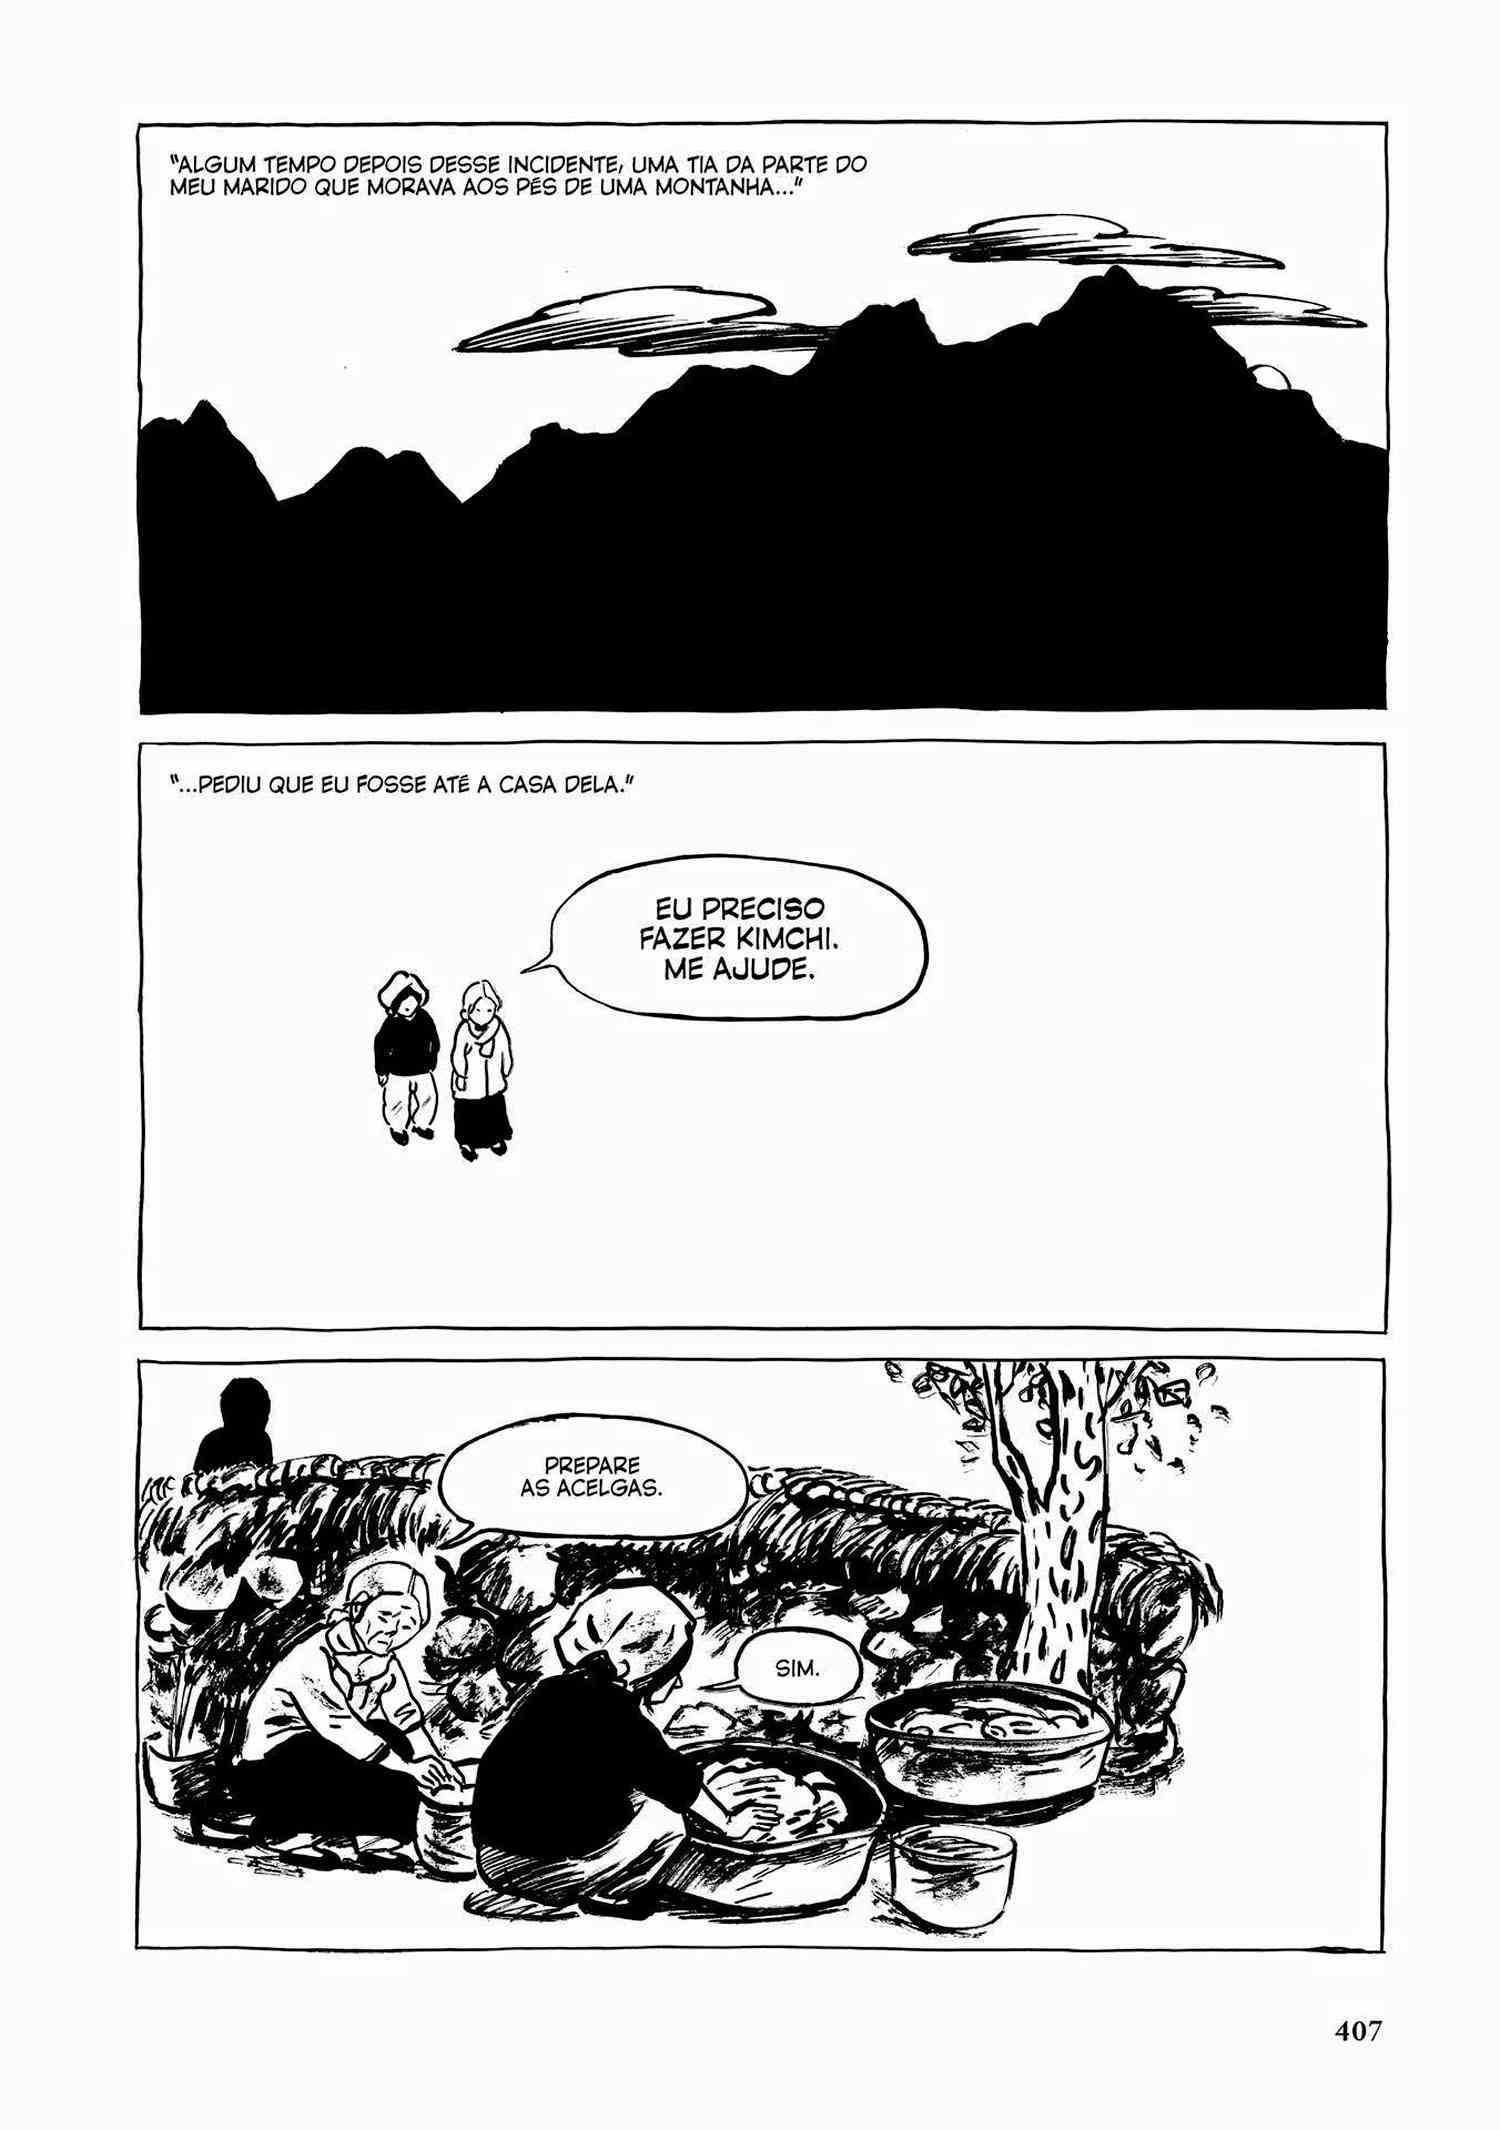 "ALGUM TEMPO DEPOIS DESSE INCIDENTE, UMA TIA DA PARTE DO
MEU MARIDO QUE MORAVA AOS PÉS DE UMA MONTANHA..."
"...PEDIU QUE EU FOSSE ATÉ A CASA DELA."
EU PRECISO
FAZER KIMCHI.
ME AJUDE.
PREPARE
AS ACELGAS.
SIM.
407